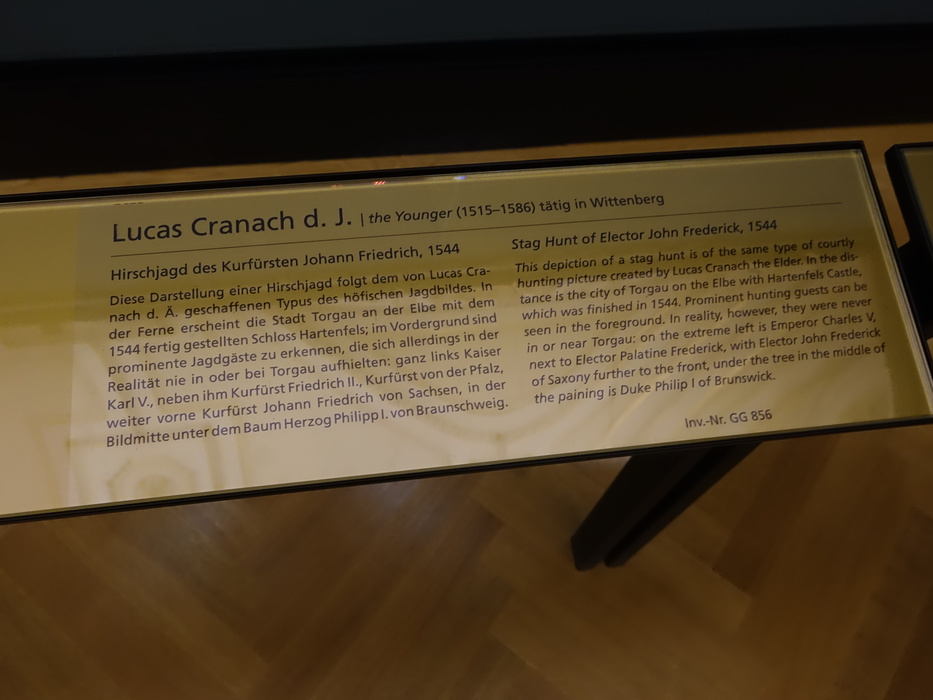 Lucas Cranach d. J. | the Younger (1515–1586) tätig in Wittenberg
Hirschjagd des Kurfürsten Johann Friedrich, 1544
Diese Darstellung einer Hirschjagd folgt dem von Lucas Cra-
nach d. Ä. geschaffenen Typus des höfischen Jagdbildes. In
der Ferne erscheint die Stadt Torgau an der Elbe mit dem
1544 fertig gestellten Schloss Hartenfels; im Vordergrund sind
prominente Jagdgäste zu erkennen, die sich allerdings in der
Realität nie in oder bei Torgau aufhielten: ganz links Kaiser
Karl V., neben ihm Kurfürst Friedrich II., Kurfürst von der Pfalz,
weiter vorne Kurfürst Johann Friedrich von Sachsen, in der
Bildmitte unter dem Baum Herzog Philipp I. von Braunschweig.
Stag Hunt of Elector John Frederick, 1544
This depiction of a stag hunt is of the same type of courtly
hunting picture created by Lucas Cranach the Elder. In the dis-
tance is the city of Torgau on the Elbe with Hartenfels Castle,
which was finished in 1544. Prominent hunting guests can be
seen in the foreground. In reality, however, they were never
in or near Torgau: on the extreme left is Emperor Charles V,
next to Elector Palatine Frederick, with Elector John Frederick
of Saxony further to the front, under the tree in the middle of
the paining is Duke Philip I of Brunswick.
Inv.-Nr. GG 856